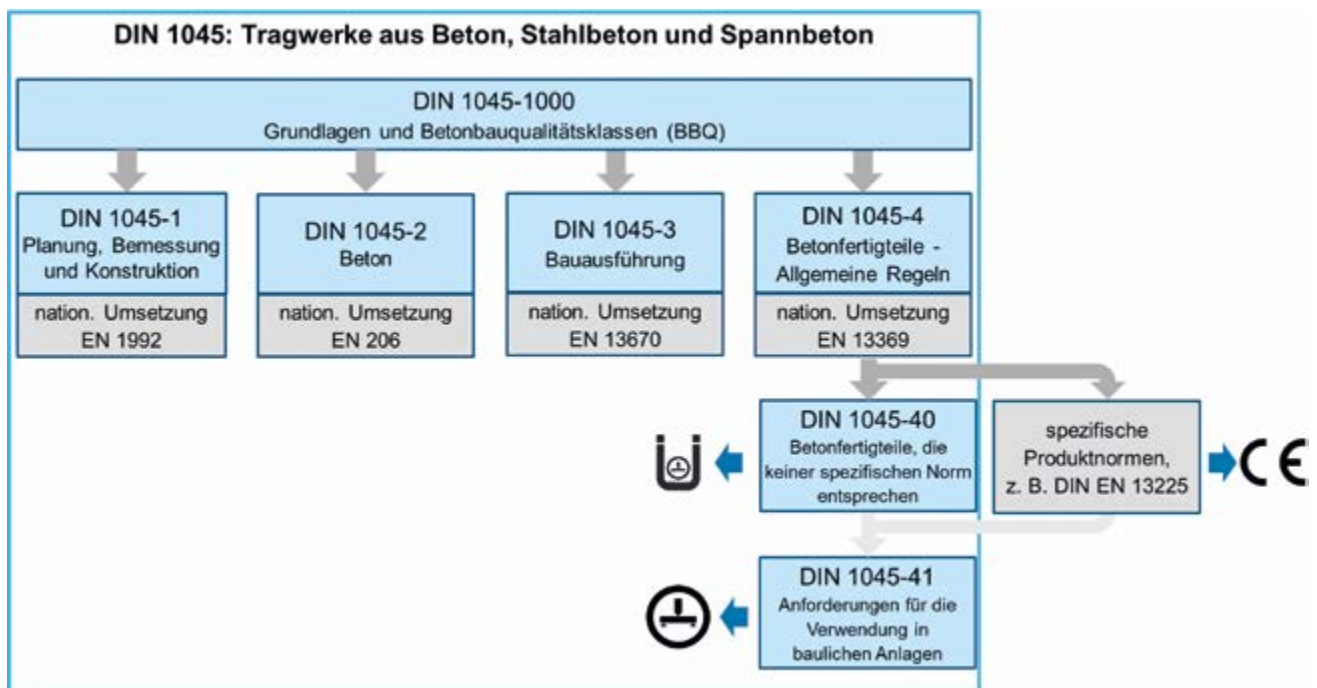 DIN 1045: Tragwerke aus Beton, Stahlbeton und Spannbeton
DIN 1045-1000
Grundlagen und Betonbauqualitätsklassen (BBQ)
DIN 1045-1
Planung, Bemessung
und Konstruktion
nation. Umsetzung
EN 1992
DIN 1045-2
Beton
nation. Umsetzung
EN 206
DIN 1045-3
Bauausführung
nation. Umsetzung
EN 13670
DIN 1045-4
Betonfertigteile -
Allgemeine Regeln
nation. Umsetzung
EN 13369
DIN 1045-40
Betonfertigteile, die
keiner spezifischen Norm
entsprechen
spezifische
Produktnormen,
z. B. DIN EN 13225
CE
DIN 1045-41
Anforderungen für die
Verwendung in
baulichen Anlagen